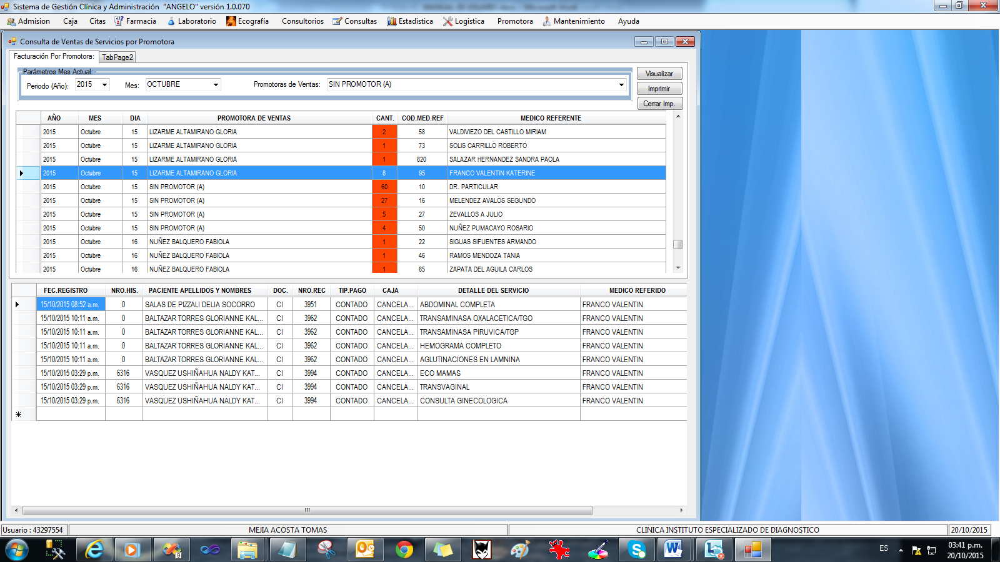 Sistema de Gestión Clínica y Administración "ANGELO" versión 1.0.070
Admision Caja Citas Farmacia Laboratorio Ecografía Consultorios Consultas Estadistica Logistica Promotora Mantenimiento Ayuda
Consulta de Ventas de Servicios por Promotora
Facturación Por Promotora: TabPage2
Parámetros Mes Actual:
Periodo (Año): 2015 Mes: OCTUBRE Promotoras de Ventas: SIN PROMOTOR (A)
Visualizar
Imprimir
Cerrar Imp.
AÑO MES DIA PROMOTORA DE VENTAS CANT. COD.MED.REF MEDICO REFERENTE
2015 Octubre 15 LIZARME ALTAMIRANO GLORIA 2 58 VALDIVIEZO DEL CASTILLO MIRIAM
2015 Octubre 15 LIZARME ALTAMIRANO GLORIA 1 73 SOLIS CARRILLO ROBERTO
2015 Octubre 15 LIZARME ALTAMIRANO GLORIA 1 820 SALAZAR HERNANDEZ SANDRA PAOLA
2015 Octubre 15 LIZARME ALTAMIRANO GLORIA 8 95 FRANCO VALENTIN KATERINE
2015 Octubre 15 SIN PROMOTOR (A) 60 10 DR. PARTICULAR
2015 Octubre 15 SIN PROMOTOR (A) 27 16 MELENDEZ AVALOS SEGUNDO
2015 Octubre 15 SIN PROMOTOR (A) 5 27 ZEVALLOS A JULIO
2015 Octubre 15 SIN PROMOTOR (A) 4 50 NUÑEZ PUMACAYO ROSARIO
2015 Octubre 16 NUÑEZ BALQUERO FABIOLA 1 22 SIGUAS SIFUENTES ARMANDO
2015 Octubre 16 NUÑEZ BALQUERO FABIOLA 1 46 RAMOS MENDOZA TANIA
2015 Octubre 16 NUÑEZ BALQUERO FABIOLA 1 65 ZAPATA DEL AGUILA CARLOS
FEC.REGISTRO NRO.HIS. PACIENTE APELLIDOS Y NOMBRES DOC. NRO.REC TIP.PAGO CAJA DETALLE DEL SERVICIO MEDICO REFERIDO
15/10/2015 08:52 a.m. 0 SALAS DE PIZZALI DELIA SOCORRO CI 3951 CONTADO CANCELA... ABDOMINAL COMPLETA FRANCO VALENTIN
15/10/2015 10:11 a.m. 0 BALTAZAR TORRES GLORIANNE KAL... CI 3962 CONTADO CANCELA... TRANSAMINASA OXALACETICA/TGO FRANCO VALENTIN
15/10/2015 10:11 a.m. 0 BALTAZAR TORRES GLORIANNE KAL... CI 3962 CONTADO CANCELA... TRANSAMINASA PIRUVICA/TGP FRANCO VALENTIN
15/10/2015 10:11 a.m. 0 BALTAZAR TORRES GLORIANNE KAL... CI 3962 CONTADO CANCELA... HEMOGRAMA COMPLETO FRANCO VALENTIN
15/10/2015 10:11 a.m. 0 BALTAZAR TORRES GLORIANNE KAL... CI 3962 CONTADO CANCELA... AGLUTINACIONES EN LAMNINA FRANCO VALENTIN
15/10/2015 03:29 p.m. 6316 VASQUEZ USHIÑAHUA NALDY KAT... CI 3994 CONTADO CANCELA... ECO MAMAS FRANCO VALENTIN
15/10/2015 03:29 p.m. 6316 VASQUEZ USHIÑAHUA NALDY KAT... CI 3994 CONTADO CANCELA... TRANSVAGINAL FRANCO VALENTIN
15/10/2015 03:29 p.m. 6316 VASQUEZ USHIÑAHUA NALDY KAT... CI 3994 CONTADO CANCELA... CONSULTA GINECOLOGICA FRANCO VALENTIN
Usuario : 43297554 MEJIA ACOSTA TOMAS CLINICA INSTITUTO ESPECIALIZADO DE DIAGNOSTICO 20/10/2015
ES 03:41 p.m.
20/10/2015